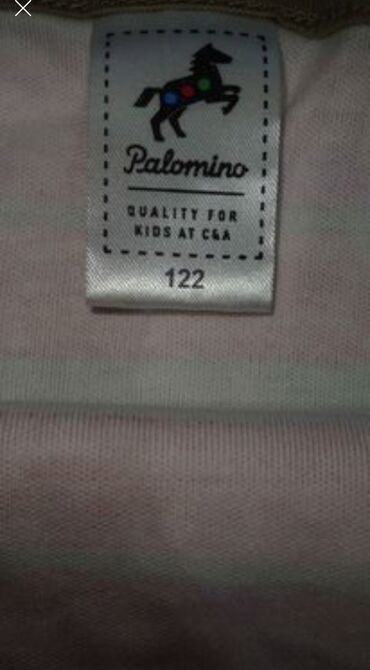 Palomino
QUALITY FOR
KIDS AT C&A
122